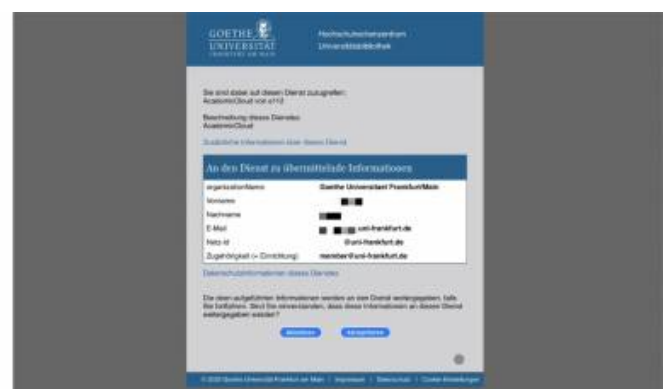 GOETHE
UNIVERSITÄT
FRANKFURT AM MAIN
Hochschulrechenzentrum
Universitätsbibliothek
Sie sind dabei auf diesen Dienst zuzugreifen:
AcademicCloud von
Beschreibung dieses Dienstes:
AcademicCloud
Zusätzliche Informationen über diesen Dienst
An den Dienst zu übermittelnde Informationen
organizationName Goethe Universitaet Frankfurt/Main
Vorname
Nachname
E-Mail uni-frankfurt.de
Netz-Id @uni-frankfurt.de
Zugehörigkeit (+ Einrichtung) member@uni-frankfurt.de
Datenschutzinformationen dieses Dienstes
Die oben aufgeführten Informationen werden an den Dienst weitergegeben, falls
Sie fortfahren. Sind Sie einverstanden, dass diese Informationen an diesen Dienst
weitergegeben werden?
Ablehnen Akzeptieren
Goethe Universität Frankfurt am Main | Impressum | Datenschutz | Cookie-Einstellungen